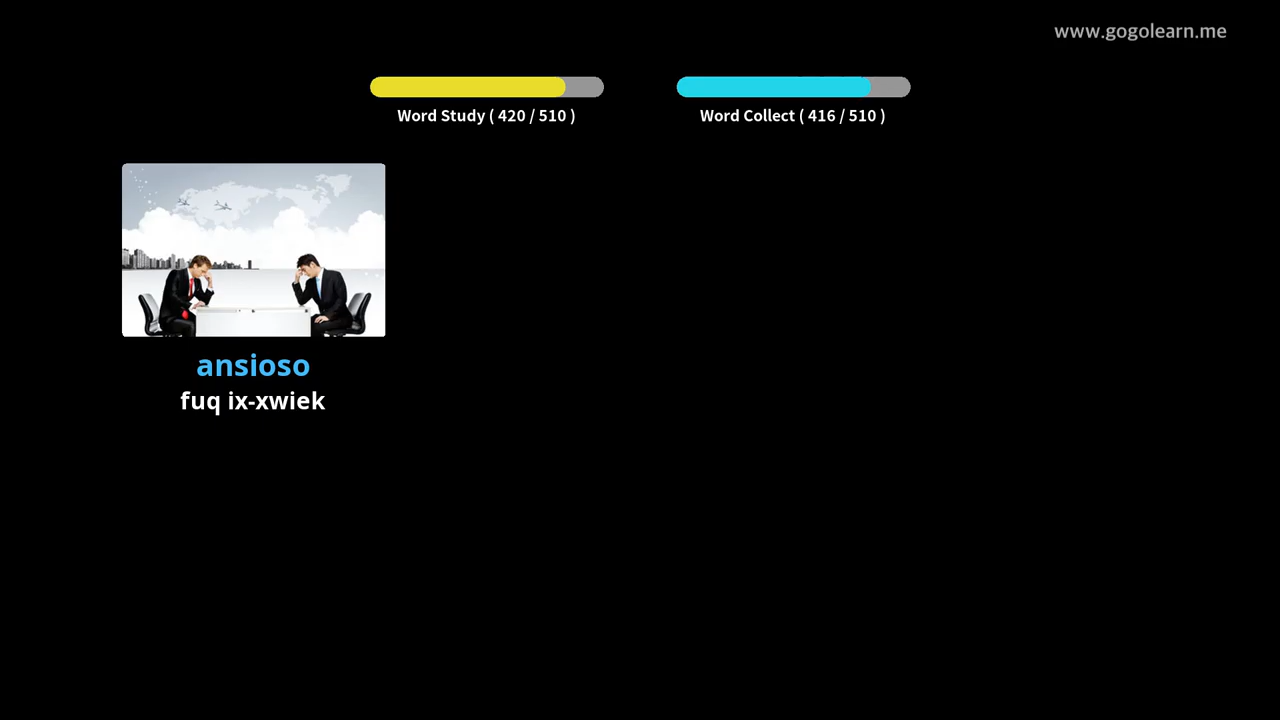 www.gogolearn.me
Word Study ( 420 / 510 )
Word Collect ( 416 / 510 )
ansioso
fuq ix-xwiek